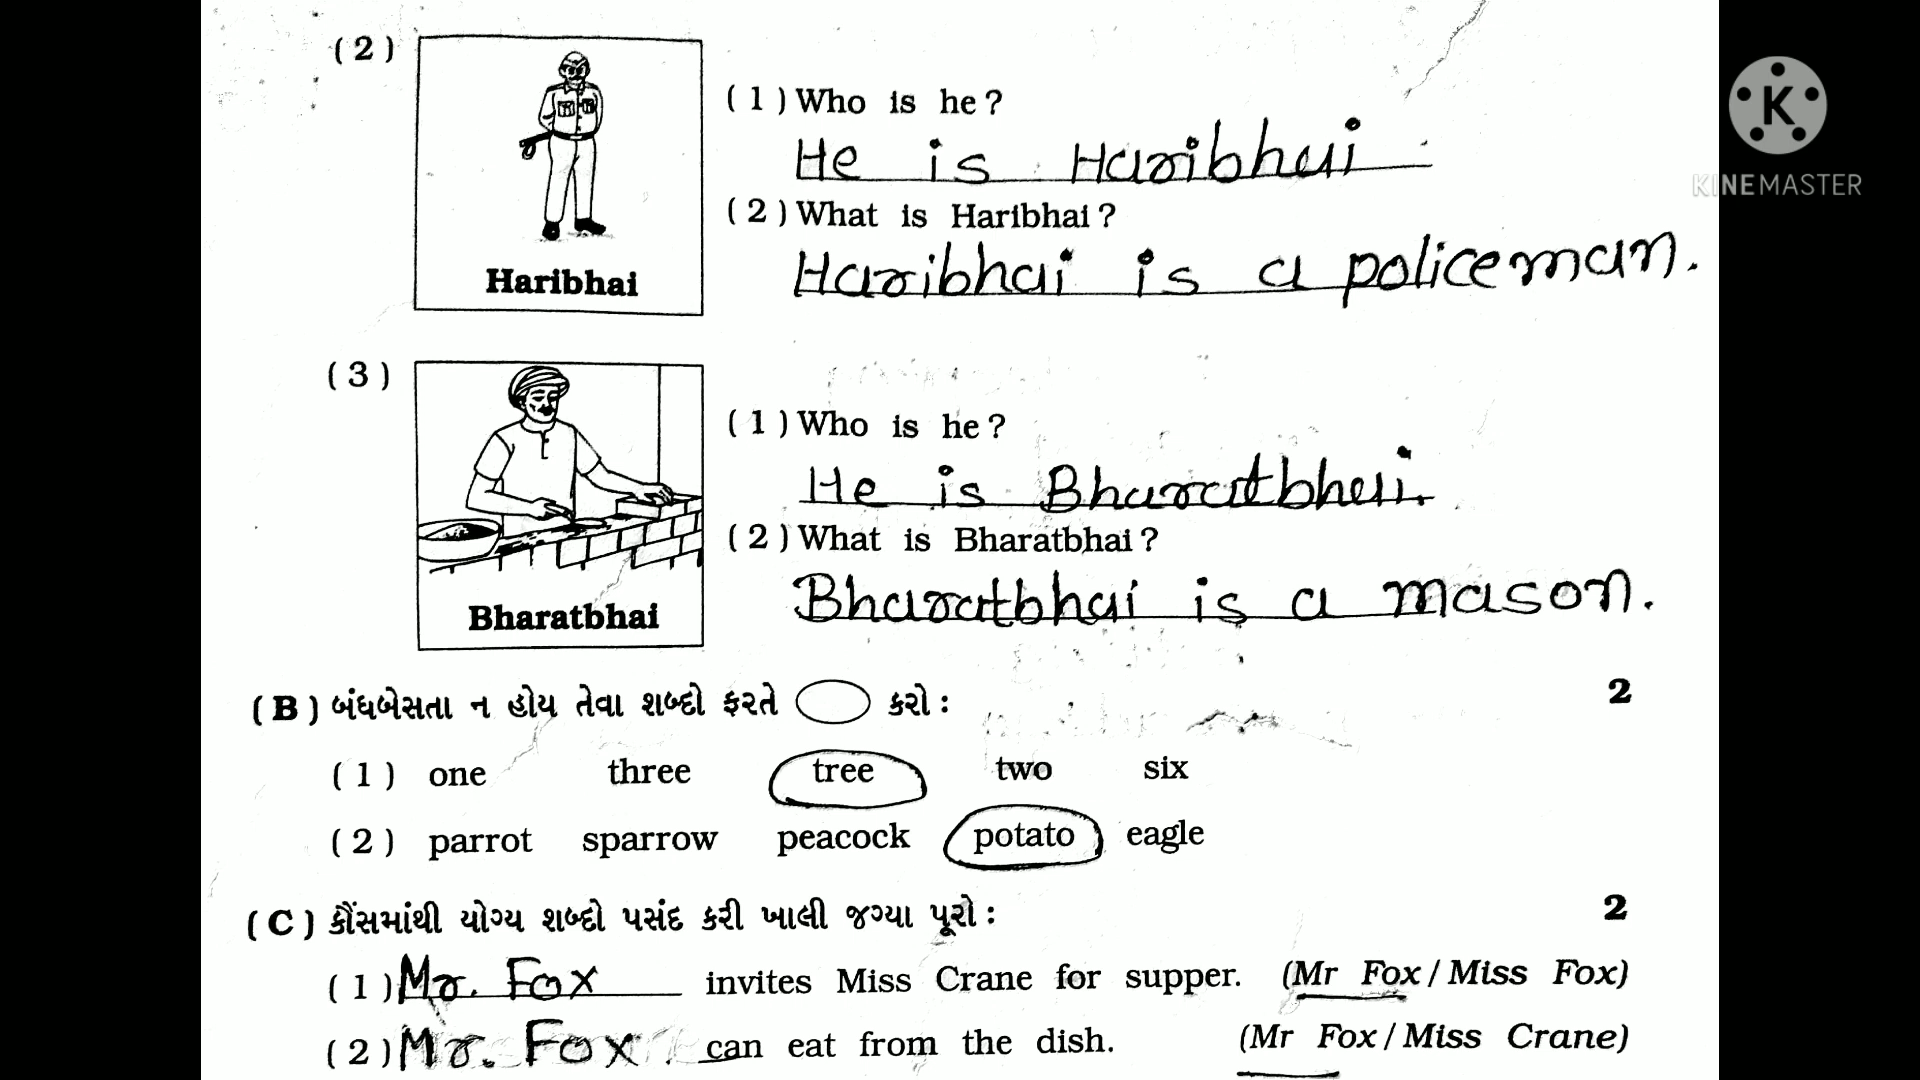 (2)
(1) Who is he?
He is Haribhai
(2) What is Haribhai?
Haribhai is a policeman.
Haribhai
K
KINEMASTER
(3)
(1) Who is he?
He is Bharatbhai.
(2) What is Bharatbhai?
Bharatbhai is a mason.
Bharatbhai
(B) બંધબેસતા ન હોય તેવા શબ્દો ફરતે કરો : 2
(1) one three tree two six
(2) parrot sparrow peacock potato eagle
(C) કૌંસમાંથી યોગ્ય શબ્દો પસંદ કરી ખાલી જગ્યા પૂરો : 2
(1) Mr. Fox invites Miss Crane for supper. (Mr Fox / Miss Fox)
(2) Mr. Fox. can eat from the dish. (Mr Fox / Miss Crane)